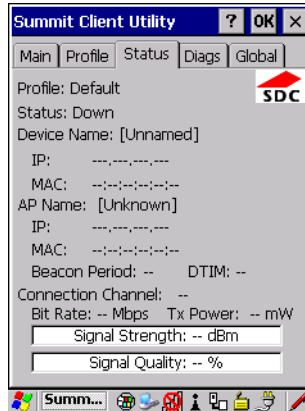 Summit Client Utility ? OK ×
Main Profile Status Diags Global
Profile: Default
SDC
Status: Down
Device Name: [Unnamed]
IP: ---.---.---.---
MAC: --:--:--:--:--:--
AP Name: [Unknown]
IP: ---.---.---.---
MAC: --:--:--:--:--:--
Beacon Period: -- DTIM: --
Connection Channel: --
Bit Rate: -- Mbps Tx Power: -- mW
Signal Strength: -- dBm
Signal Quality: -- %
Summ...